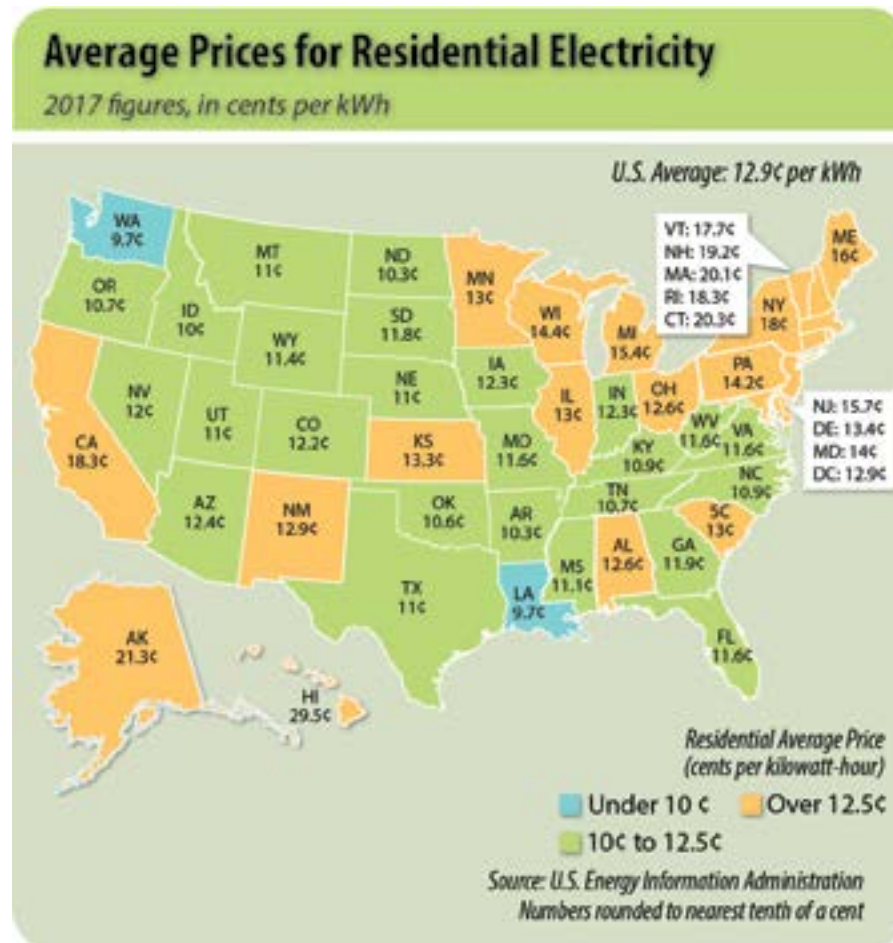 Average Prices for Residential Electricity
2017 figures, in cents per kWh
U.S. Average: 12.9¢ per kWh
WA
9.7¢
OR
10.7¢
CA
18.3¢
ID
10¢
NV
12¢
MT
11¢
WY
11.4¢
UT
11¢
CO
12.2¢
AZ
12.4¢
NM
12.9¢
ND
10.3¢
SD
11.8¢
NE
11¢
KS
13.3¢
OK
10.6¢
TX
11¢
MN
13¢
IA
12.3¢
MO
11.6¢
AR
10.3¢
LA
9.7¢
WI
14.4¢
IL
13¢
MI
15.4¢
IN
12.3¢
OH
12.6¢
KY
10.9¢
TN
10.7¢
MS
11.1¢
AL
12.6¢
GA
11.9¢
FL
11.6¢
SC
13¢
NC
10.9¢
WV
11.6¢
VA
11.6¢
PA
14.2¢
NY
18¢
ME
16¢
VT: 17.7¢
NH: 19.2¢
MA: 20.1¢
RI: 18.3¢
CT: 20.3¢
NJ: 15.7¢
DE: 13.4¢
MD: 14¢
DC: 12.9¢
AK
21.3¢
HI
29.5¢
Residential Average Price
(cents per kilowatt-hour)
Under 10 ¢
Over 12.5¢
10¢ to 12.5¢
Source: U.S. Energy Information Administration
Numbers rounded to nearest tenth of a cent